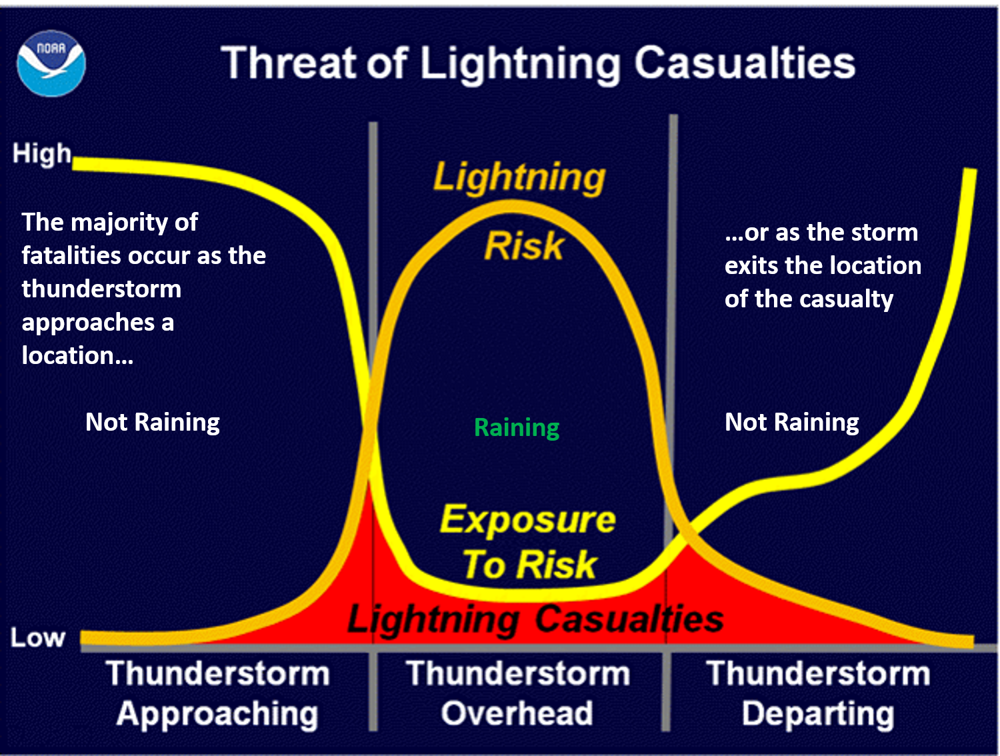 NOAA
Threat of Lightning Casualties
High
Lightning
Risk
The majority of
fatalities occur as the
thunderstorm
approaches a
location…
…or as the storm
exits the location
of the casualty
Not Raining
Raining
Not Raining
Exposure
To Risk
Lightning Casualties
Low
Thunderstorm
Approaching
Thunderstorm
Overhead
Thunderstorm
Departing